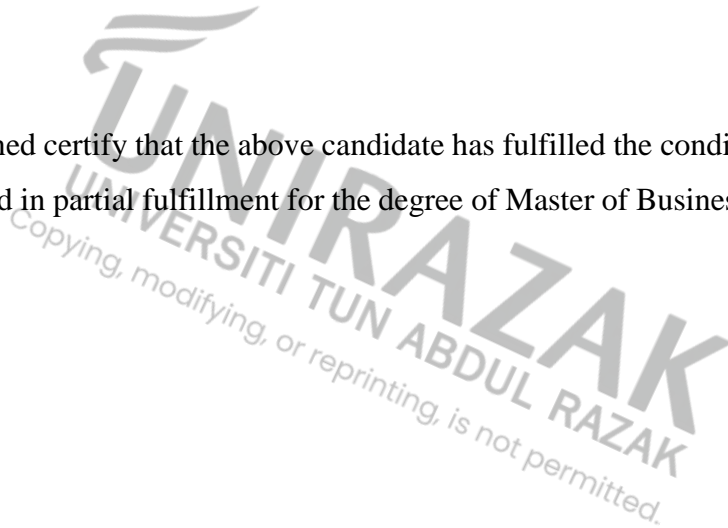 ned certify that the above candidate has fulfilled the condi
d in partial fulfillment for the degree of Master of Busines
UNIRAZAK
UNIVERSITI TUN ABDUL RAZAK
Copying, modifying, or reprinting, is not permitted.